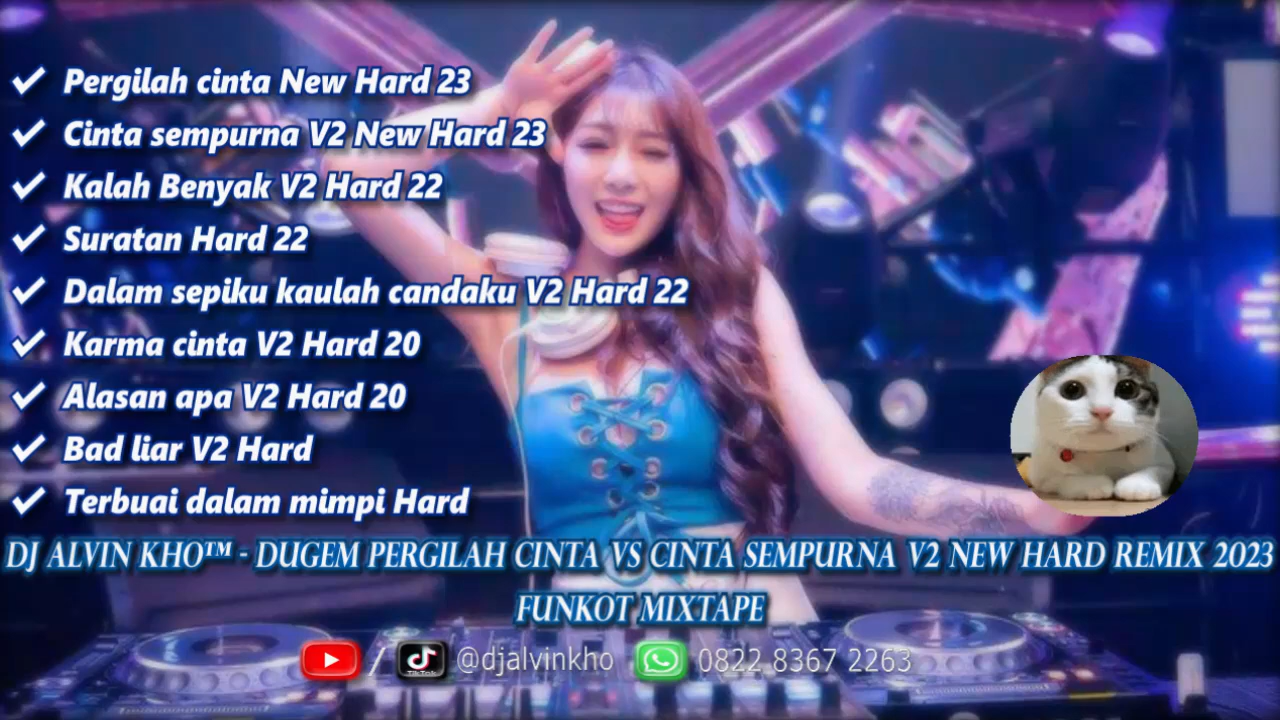 Pergilah cinta New Hard 23
Cinta sempurna V2 New Hard 23
Kalah Benyak V2 Hard 22
Suratan Hard 22
Dalam sepiku kaulah candaku V2 Hard 22
Karma cinta V2 Hard 20
Alasan apa V2 Hard 20
Bad liar V2 Hard
Terbuai dalam mimpi Hard
DJ ALVIN KHO™ - DUGEM PERGILAH CINTA VS CINTA SEMPURNA V2 NEW HARD REMIX 2023
FUNKOT MIXTAPE
/ TikTok @djalvinkho 0822 8367 2263